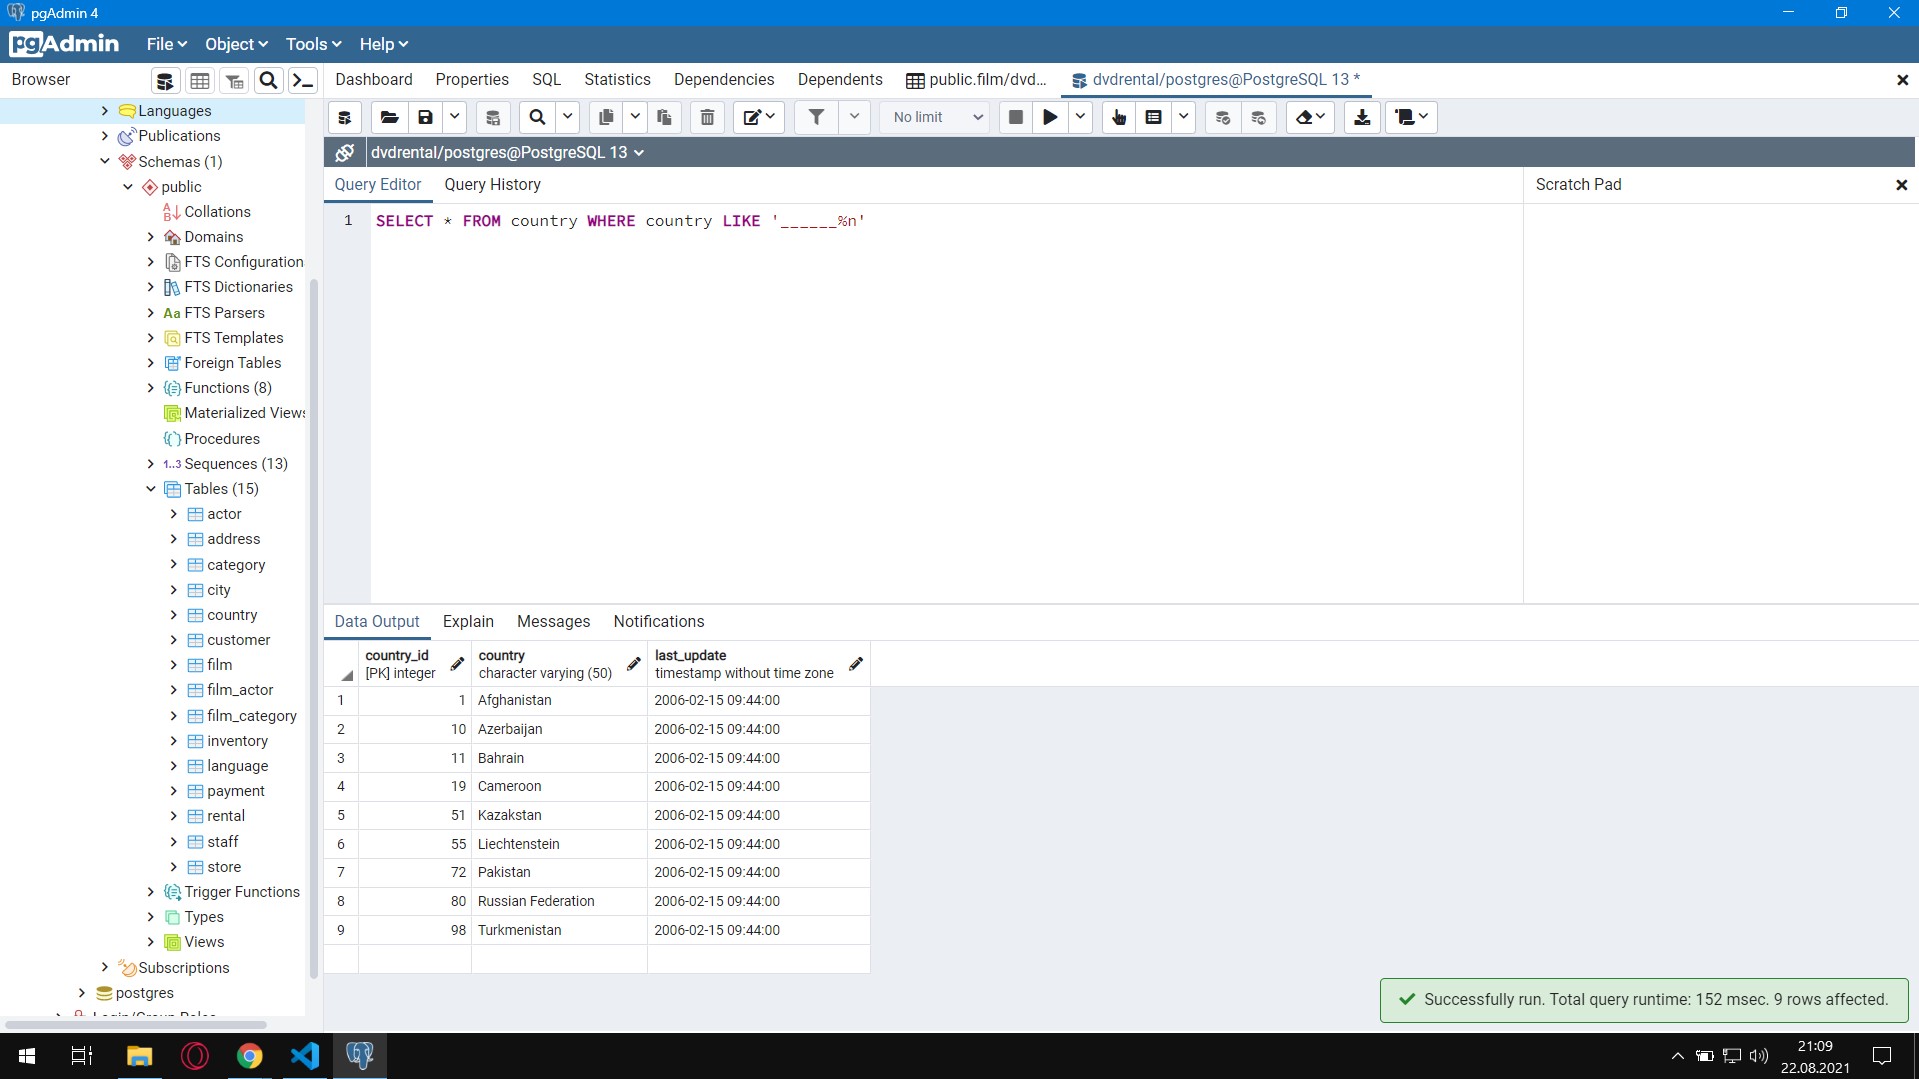 pgAdmin 4
pgAdmin File Object Tools Help
Browser
Dashboard Properties SQL Statistics Dependencies Dependents public.film/dvd... dvdrental/postgres@PostgreSQL 13 *
No limit
dvdrental/postgres@PostgreSQL 13
Query Editor Query History
Scratch Pad
1 SELECT * FROM country WHERE country LIKE '______%n'
Languages
Publications
Schemas (1)
public
Collations
Domains
FTS Configuration
FTS Dictionaries
Aa FTS Parsers
FTS Templates
Foreign Tables
Functions (8)
Materialized Views
Procedures
1..3 Sequences (13)
Tables (15)
actor
address
category
city
country
customer
film
film_actor
film_category
inventory
language
payment
rental
staff
store
Trigger Functions
Types
Views
Subscriptions
postgres
Data Output Explain Messages Notifications
country_id [PK] integer
country character varying (50)
last_update timestamp without time zone
1 1 Afghanistan 2006-02-15 09:44:00
2 10 Azerbaijan 2006-02-15 09:44:00
3 11 Bahrain 2006-02-15 09:44:00
4 19 Cameroon 2006-02-15 09:44:00
5 51 Kazakstan 2006-02-15 09:44:00
6 55 Liechtenstein 2006-02-15 09:44:00
7 72 Pakistan 2006-02-15 09:44:00
8 80 Russian Federation 2006-02-15 09:44:00
9 98 Turkmenistan 2006-02-15 09:44:00
Successfully run. Total query runtime: 152 msec. 9 rows affected.
21:09
22.08.2021